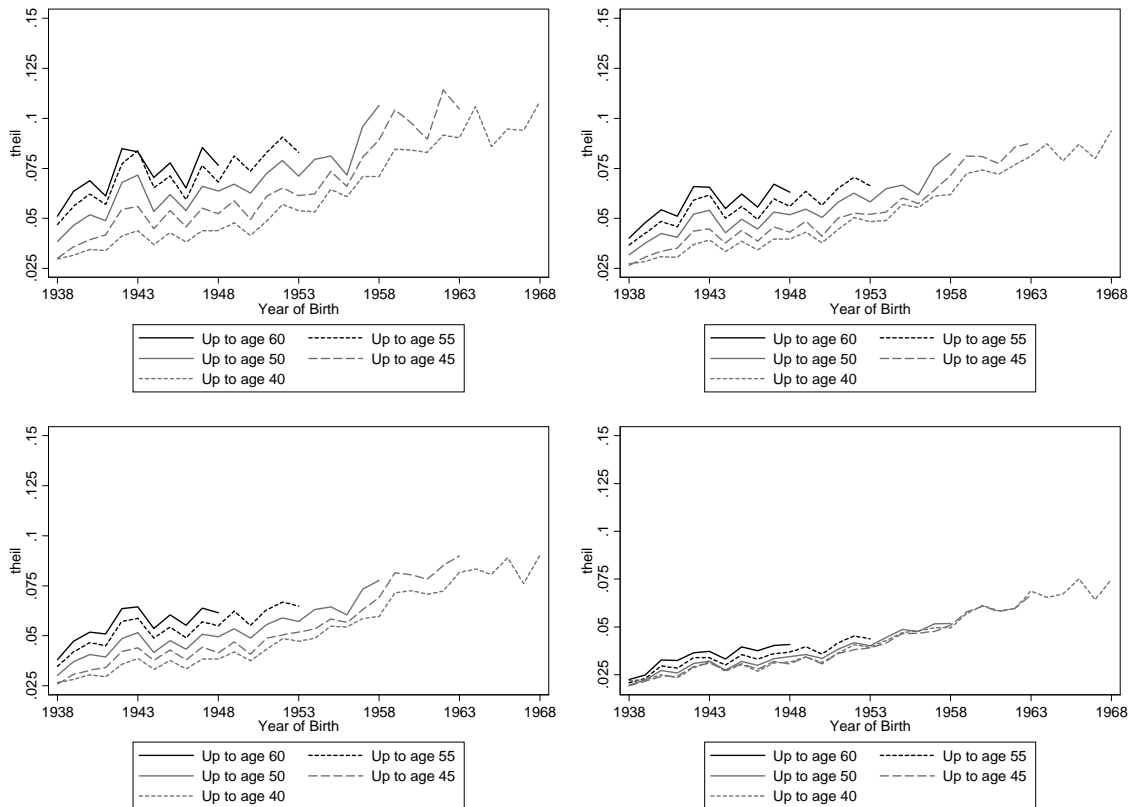 .15
.125
.1
.075
.05
.025
theil
1938 1943 1948 1953 1958 1963 1968
Year of Birth
Up to age 60 Up to age 55
Up to age 50 Up to age 45
Up to age 40
.15
.125
.1
.075
.05
.025
theil
1938 1943 1948 1953 1958 1963 1968
Year of Birth
Up to age 60 Up to age 55
Up to age 50 Up to age 45
Up to age 40
.15
.125
.1
.075
.05
.025
theil
1938 1943 1948 1953 1958 1963 1968
Year of Birth
Up to age 60 Up to age 55
Up to age 50 Up to age 45
Up to age 40
.15
.125
.1
.075
.05
.025
theil
1938 1943 1948 1953 1958 1963 1968
Year of Birth
Up to age 60 Up to age 55
Up to age 50 Up to age 45
Up to age 40